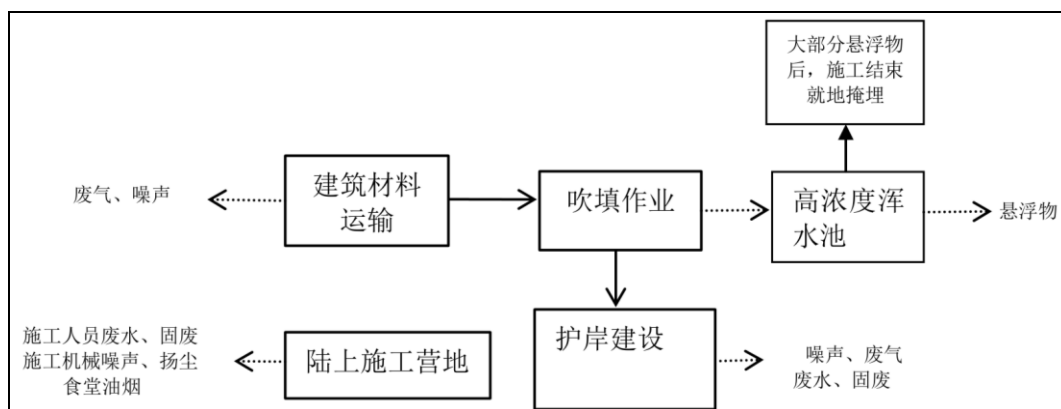 大部分悬浮物
后，施工结束
就地掩埋
废气、噪声
建筑材料
运输
吹填作业
高浓度浑
水池
悬浮物
施工人员废水、固废
施工机械噪声、扬尘
食堂油烟
陆上施工营地
护岸建设
噪声、废气
废水、固废